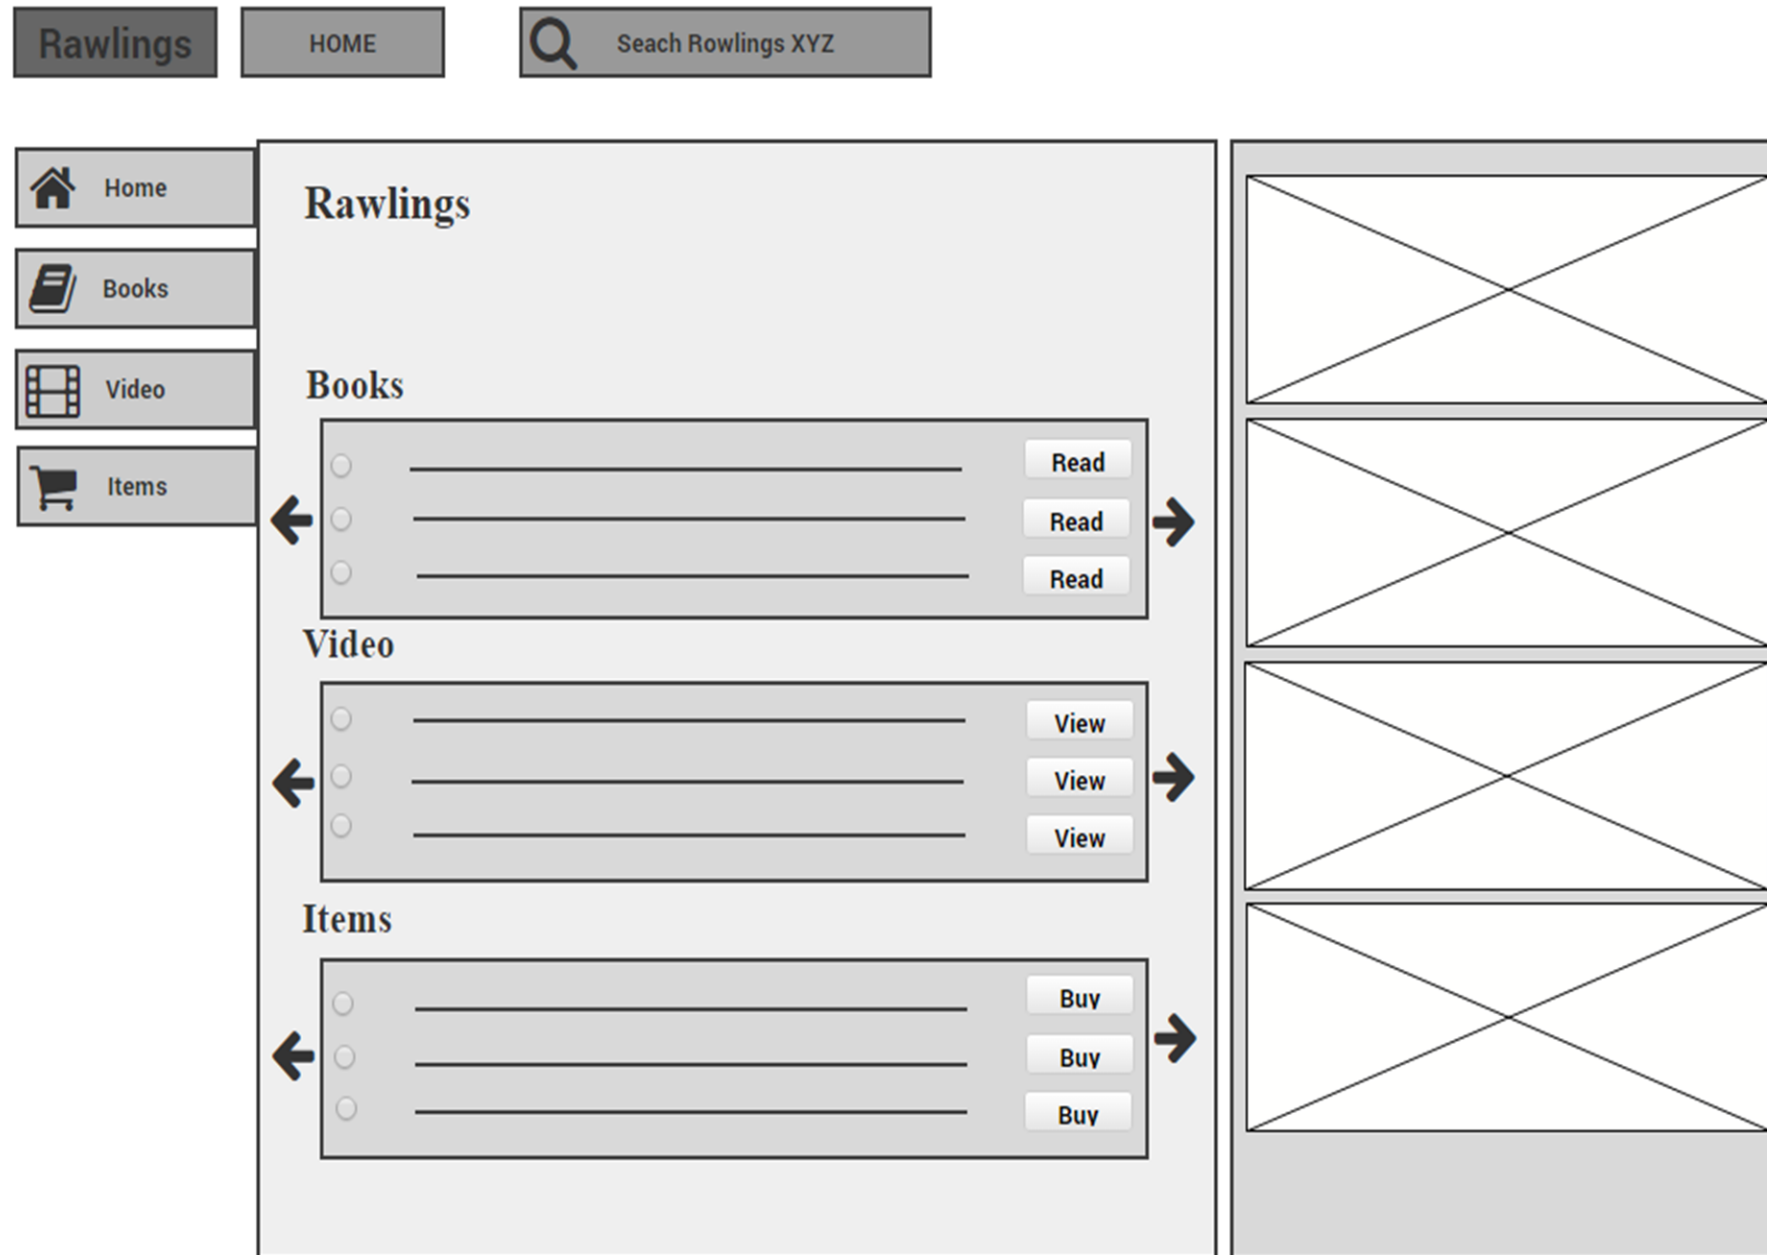 Rawlings
HOME
Seach Rowlings XYZ
Home
Books
Video
Items
Rawlings
Books
Read
Read
Read
Video
View
View
View
Items
Buy
Buy
Buy